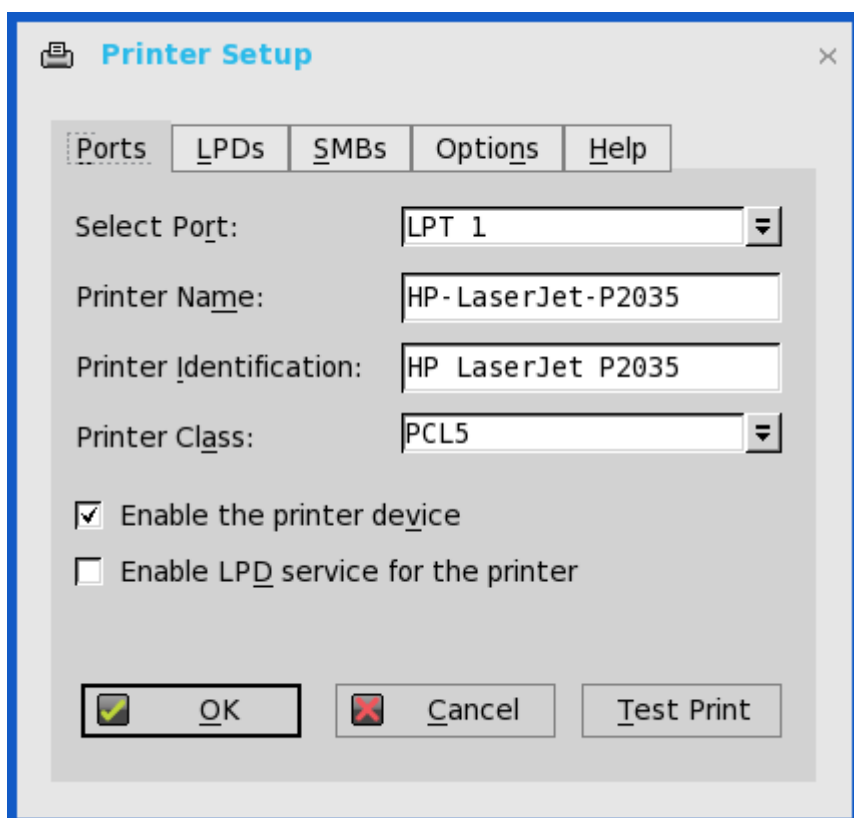 Printer Setup
Ports LPDs SMBs Options Help
Select Port: LPT 1
Printer Name: HP-LaserJet-P2035
Printer Identification: HP LaserJet P2035
Printer Class: PCL5
Enable the printer device
Enable LPD service for the printer
OK Cancel Test Print